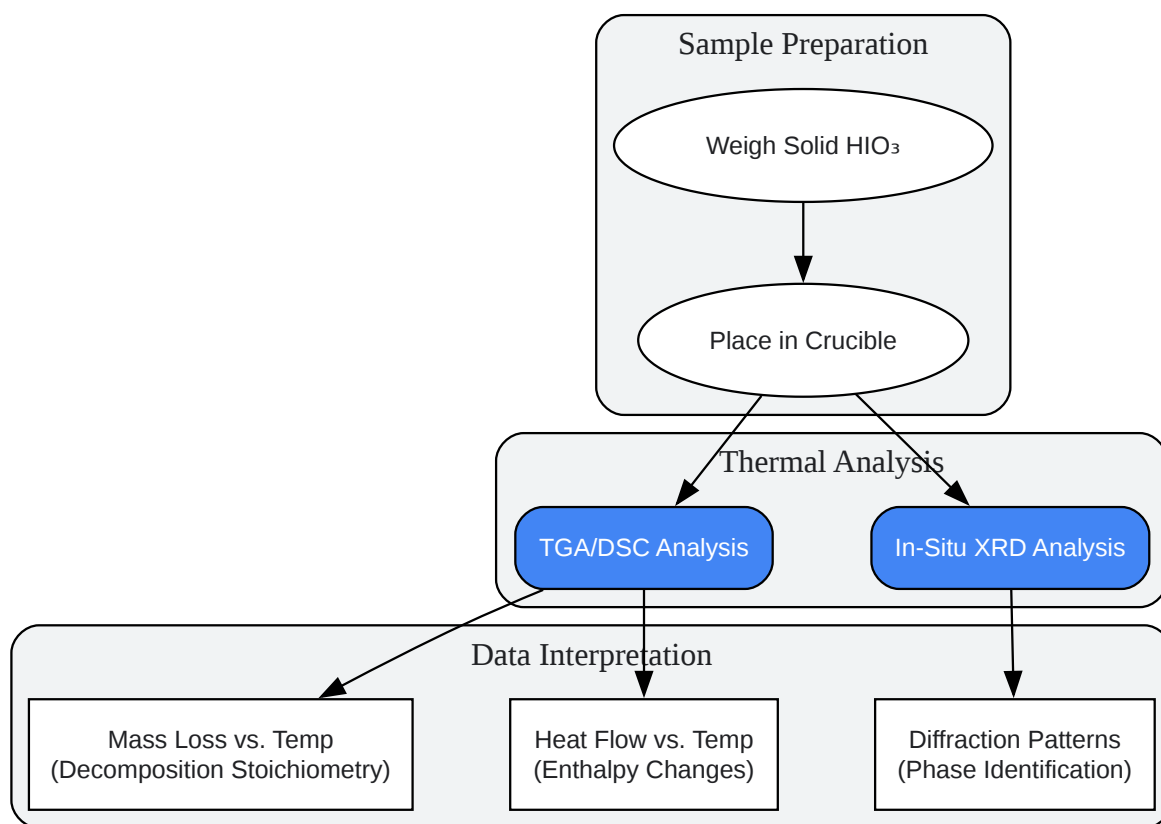 Sample Preparation
Weigh Solid HIO₃
Place in Crucible
Thermal Analysis
TGA/DSC Analysis
In-Situ XRD Analysis
Data Interpretation
Mass Loss vs. Temp
(Decomposition Stoichiometry)
Heat Flow vs. Temp
(Enthalpy Changes)
Diffraction Patterns
(Phase Identification)